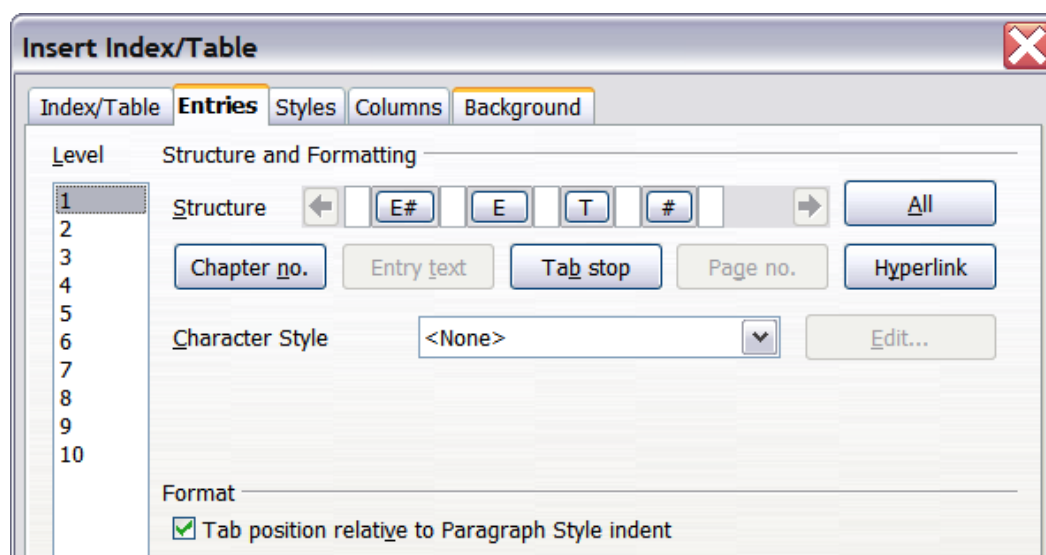 Insert Index/Table
Index/Table Entries Styles Columns Background
Level Structure and Formatting
Structure E# E T # All
Chapter no. Entry text Tab stop Page no. Hyperlink
Character Style <None> Edit...
1
2
3
4
5
6
7
8
9
10
Format
Tab position relative to Paragraph Style indent